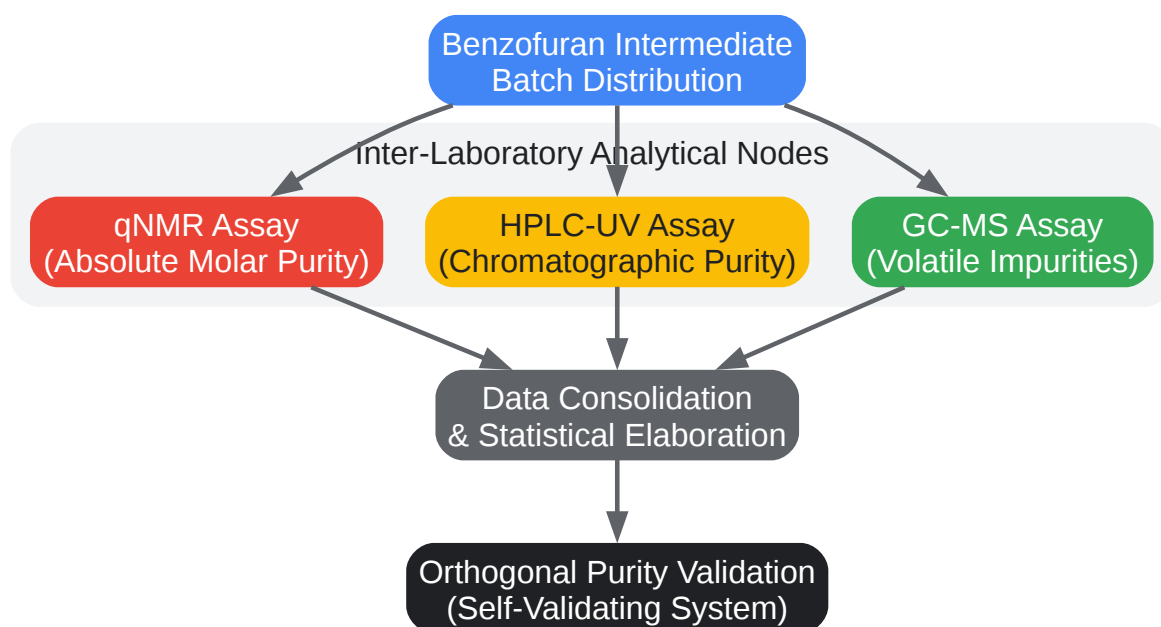 Benzofuran Intermediate
Batch Distribution
Inter-Laboratory Analytical Nodes
qNMR Assay
(Absolute Molar Purity)
HPLC-UV Assay
(Chromatographic Purity)
GC-MS Assay
(Volatile Impurities)
Data Consolidation
& Statistical Elaboration
Orthogonal Purity Validation
(Self-Validating System)